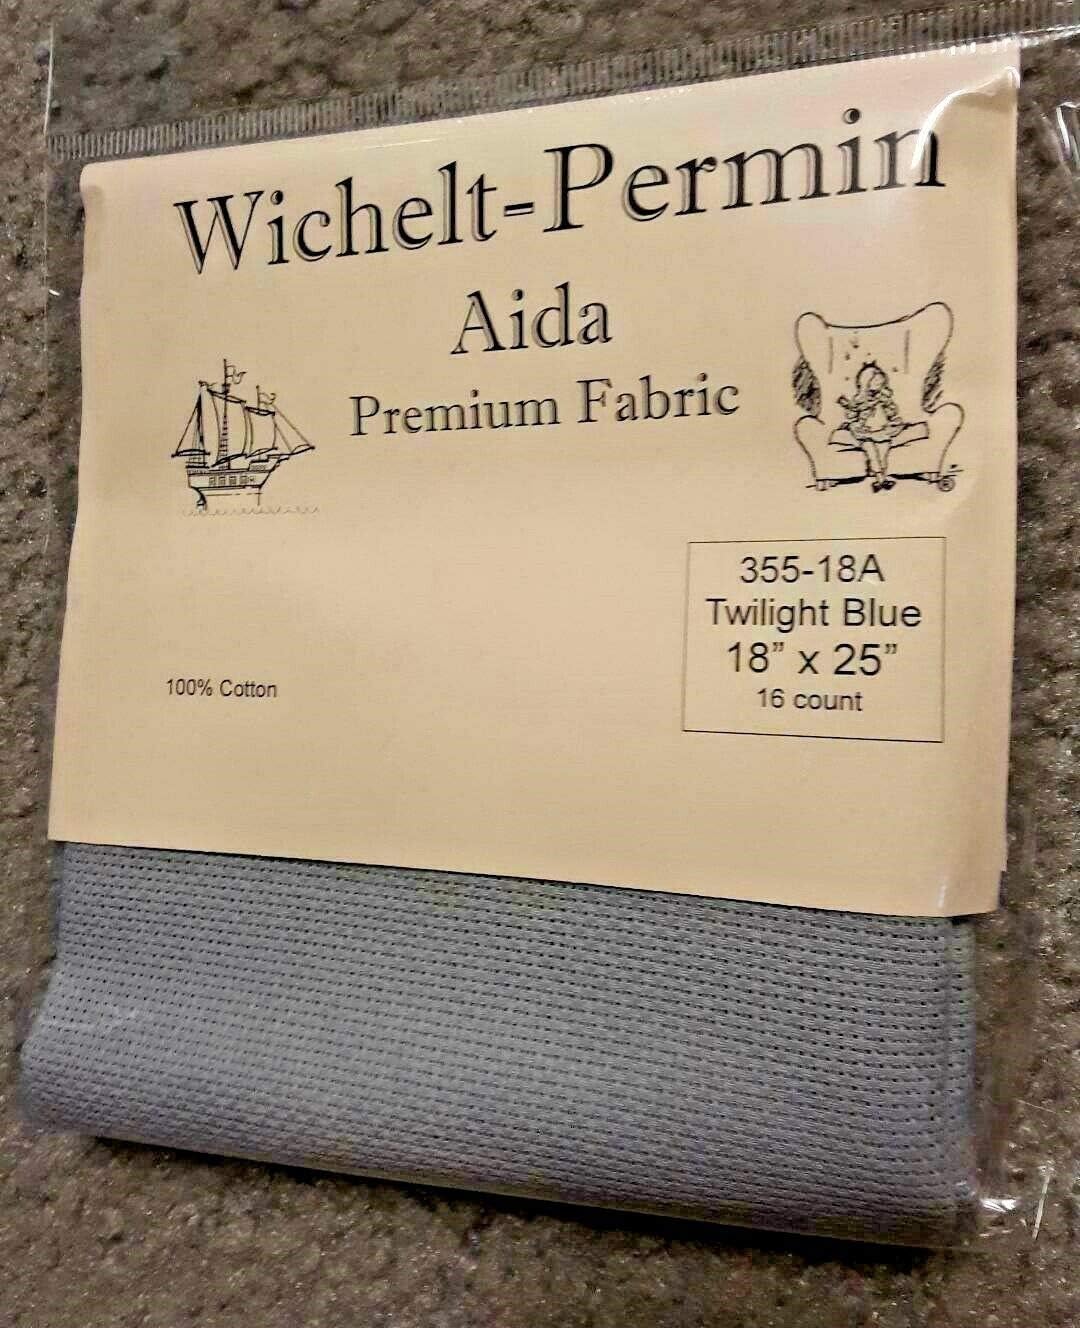 Wichelt-Permin
Aida
Premium Fabric
355-18A
Twilight Blue
18” x 25”
16 count
100% Cotton